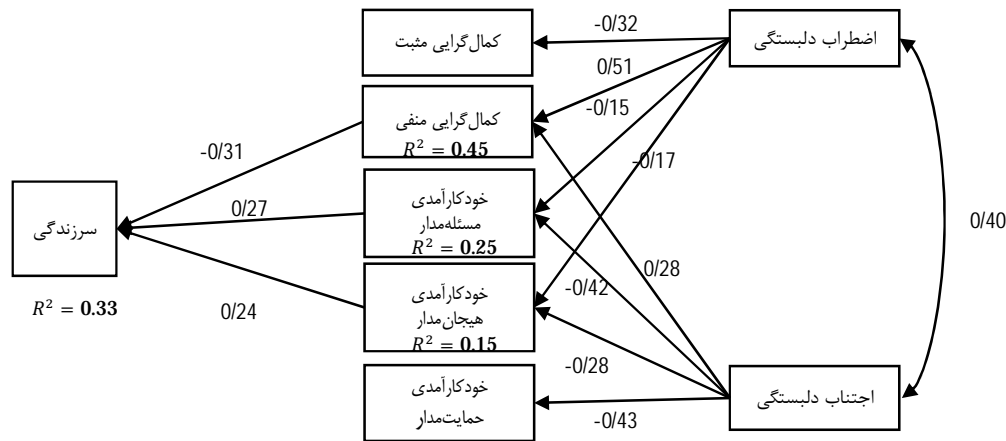 اضطراب دلبستگی
-0/32
کمال‌گرایی مثبت
0/51
-0/15
کمال‌گرایی منفی
R² = 0.45
-0/17
-0/31
خودکارآمدی
مسئله‌مدار
R² = 0.25
0/27
سرزندگی
R² = 0.33
0/40
0/28
-0/42
خودکارآمدی
هیجان‌مدار
R² = 0.15
0/24
-0/28
اجتناب دلبستگی
خودکارآمدی
حمایت‌مدار
-0/43